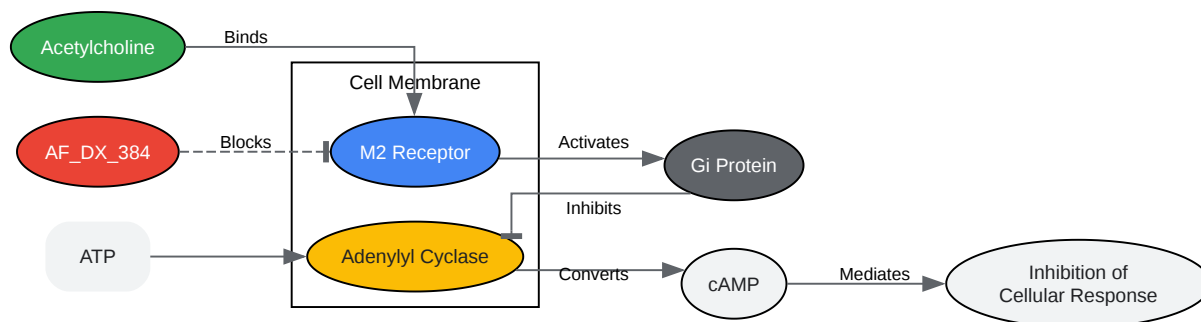 Acetylcholine
Binds
Cell Membrane
AF_DX_384
Blocks
M2 Receptor
Activates
Gi Protein
Inhibits
ATP
Adenylyl Cyclase
Converts
cAMP
Mediates
Inhibition of
Cellular Response